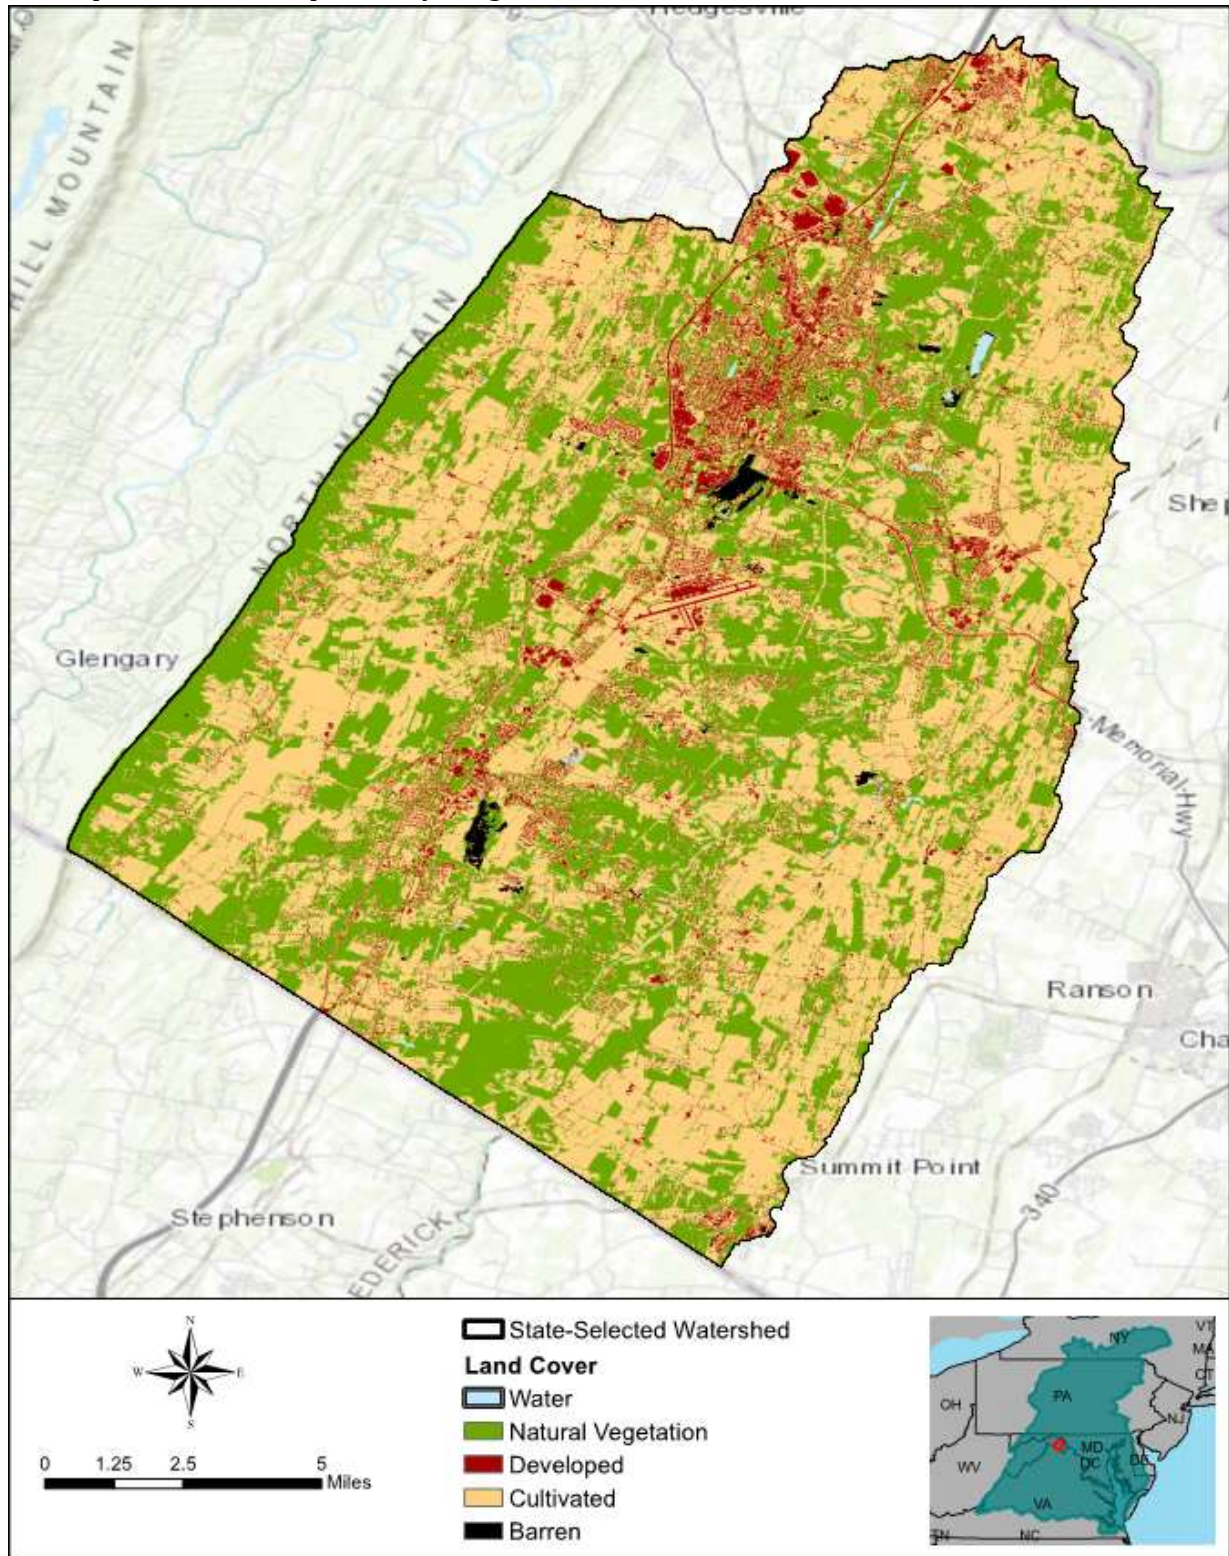 Hedgesville
HILL MOUNTAIN
NORTH MOUNTAIN
Shep
Glengary
s-Memorial-Hwy
Ranson
Cha
Summit Point
340
Stephenson
EDERICK
N
W E
S
0 1.25 2.5 5
Miles
State-Selected Watershed
Land Cover
Water
Natural Vegetation
Developed
Cultivated
Barren
NY
VT
MA
CT
PA
OH
NJ
MD
DC
DE
WV
VA
TN
NC